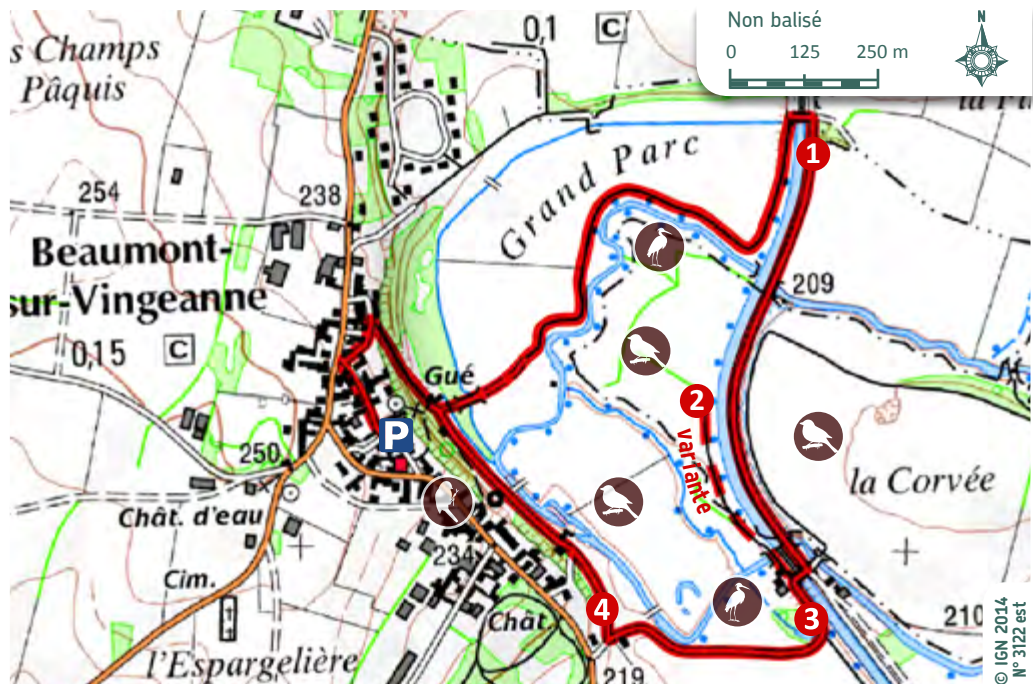 Non balisé
0 125 250 m
N
s Champs
Pâquis
0,1
C
Grand Parc
1
254
238
Beaumont-
sur-Vingeanne
209
C
0,15
Gué
2
variante
P
250
la Corvée
Chât. d'eau
234
Cim.
4
3
Chât.
210
l'Espargelière
219
© IGN 2014
N° 3122 est